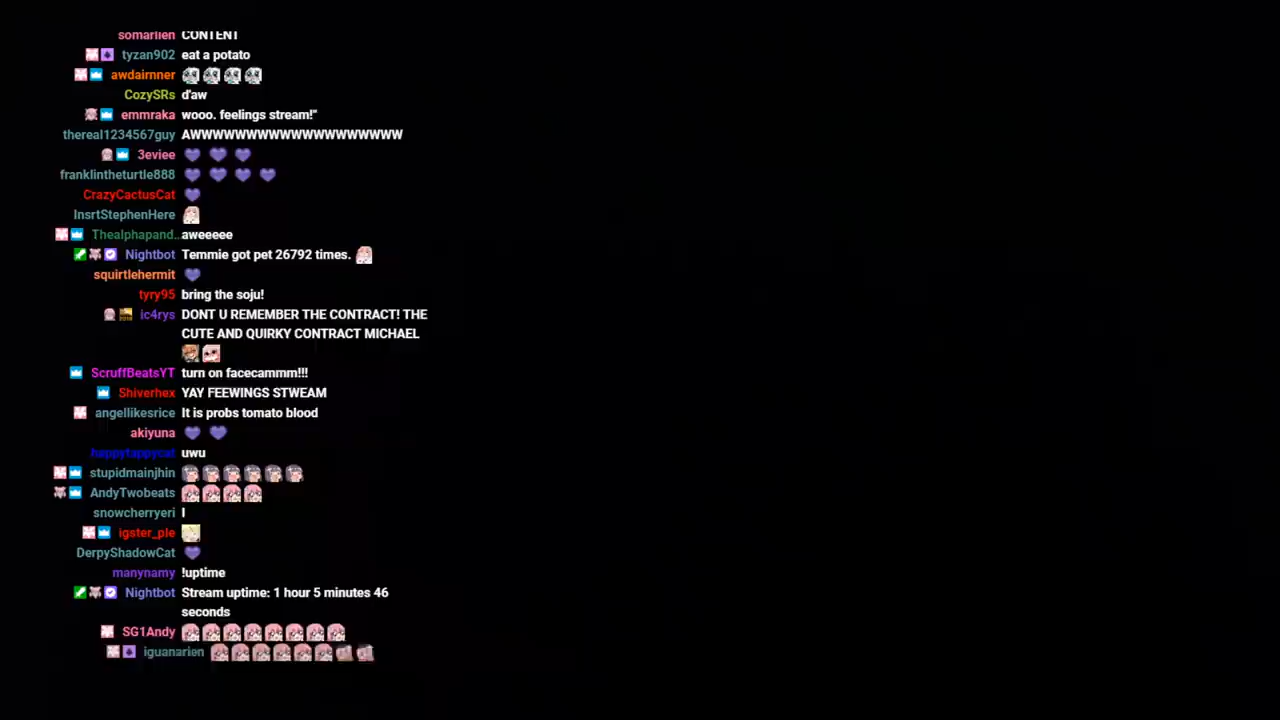 somarlien CONTENT
tyzan902 eat a potato
awdairnner
CozySRs d'aw
emmraka wooo. feelings stream!"
thereal1234567guy AWWWWWWWWWWWWWWWWWWW
3eviee
franklintheturtle888
CrazyCactusCat
InsrtStephenHere
Thealphapand... aweeeee
Nightbot Temmie got pet 26792 times.
squirtlehermit
tyry95 bring the soju!
ic4rys DONT U REMEMBER THE CONTRACT! THE
CUTE AND QUIRKY CONTRACT MICHAEL
ScruffBeatsYT turn on facecammm!!!
Shiverhex YAY FEEWINGS STWEAM
angellikesrice It is probs tomato blood
akiyuna
happytappycat uwu
stupidmainjhin
AndyTwobeats
snowcherryeri I
igster_pie
DerpyShadowCat
manynamy !uptime
Nightbot Stream uptime: 1 hour 5 minutes 46
seconds
SG1Andy
iguanarien